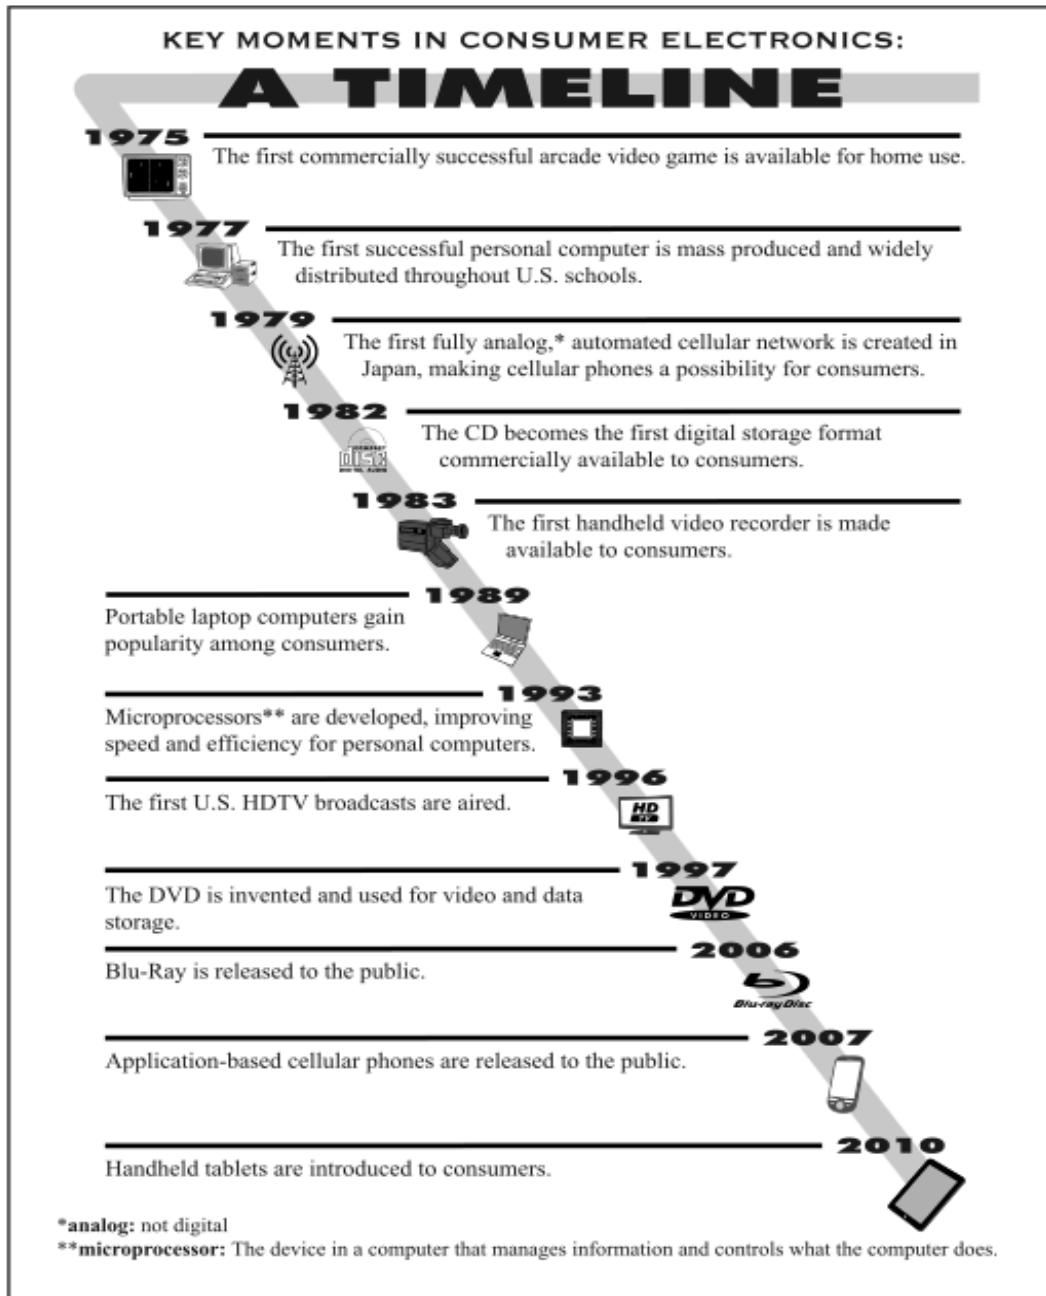 KEY MOMENTS IN CONSUMER ELECTRONICS:
A TIMELINE
1975
The first commercially successful arcade video game is available for home use.
1977
The first successful personal computer is mass produced and widely
distributed throughout U.S. schools.
1979
The first fully analog,* automated cellular network is created in
Japan, making cellular phones a possibility for consumers.
1982
The CD becomes the first digital storage format
commercially available to consumers.
COMPACT
DISC
DIGITAL AUDIO
1983
The first handheld video recorder is made
available to consumers.
1989
Portable laptop computers gain
popularity among consumers.
1993
Microprocessors** are developed, improving
speed and efficiency for personal computers.
1996
The first U.S. HDTV broadcasts are aired.
HD
TV
1997
The DVD is invented and used for video and data
storage.
DVD
VIDEO
2006
Blu-Ray is released to the public.
Blu-ray Disc
2007
Application-based cellular phones are released to the public.
2010
Handheld tablets are introduced to consumers.
*analog: not digital
**microprocessor: The device in a computer that manages information and controls what the computer does.